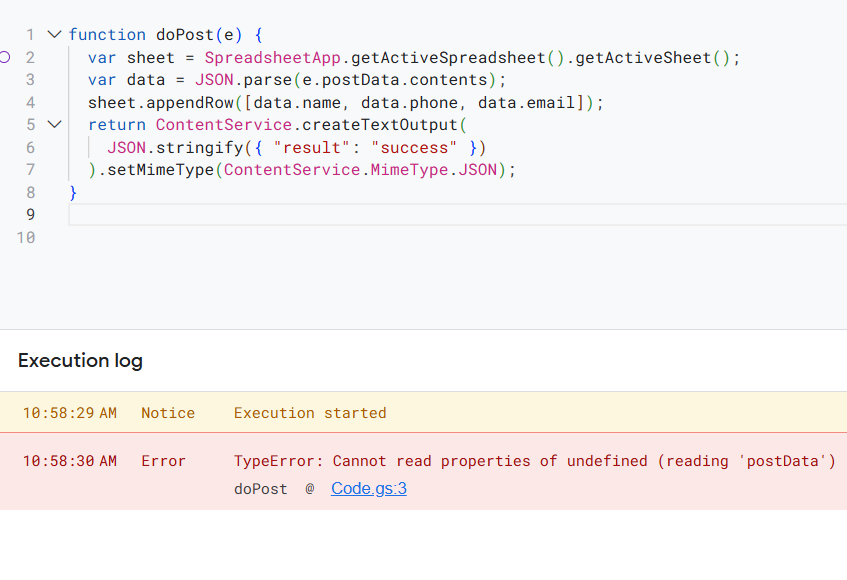 1 function doPost(e) {
2 var sheet = SpreadsheetApp.getActiveSpreadsheet().getActiveSheet();
3 var data = JSON.parse(e.postData.contents);
4 sheet.appendRow([data.name, data.phone, data.email]);
5 return ContentService.createTextOutput(
6 JSON.stringify({ "result": "success" })
7 ).setMimeType(ContentService.MimeType.JSON);
8 }
9
10
Execution log
10:58:29 AM Notice Execution started
10:58:30 AM Error TypeError: Cannot read properties of undefined (reading 'postData')
doPost @ Code.gs:3